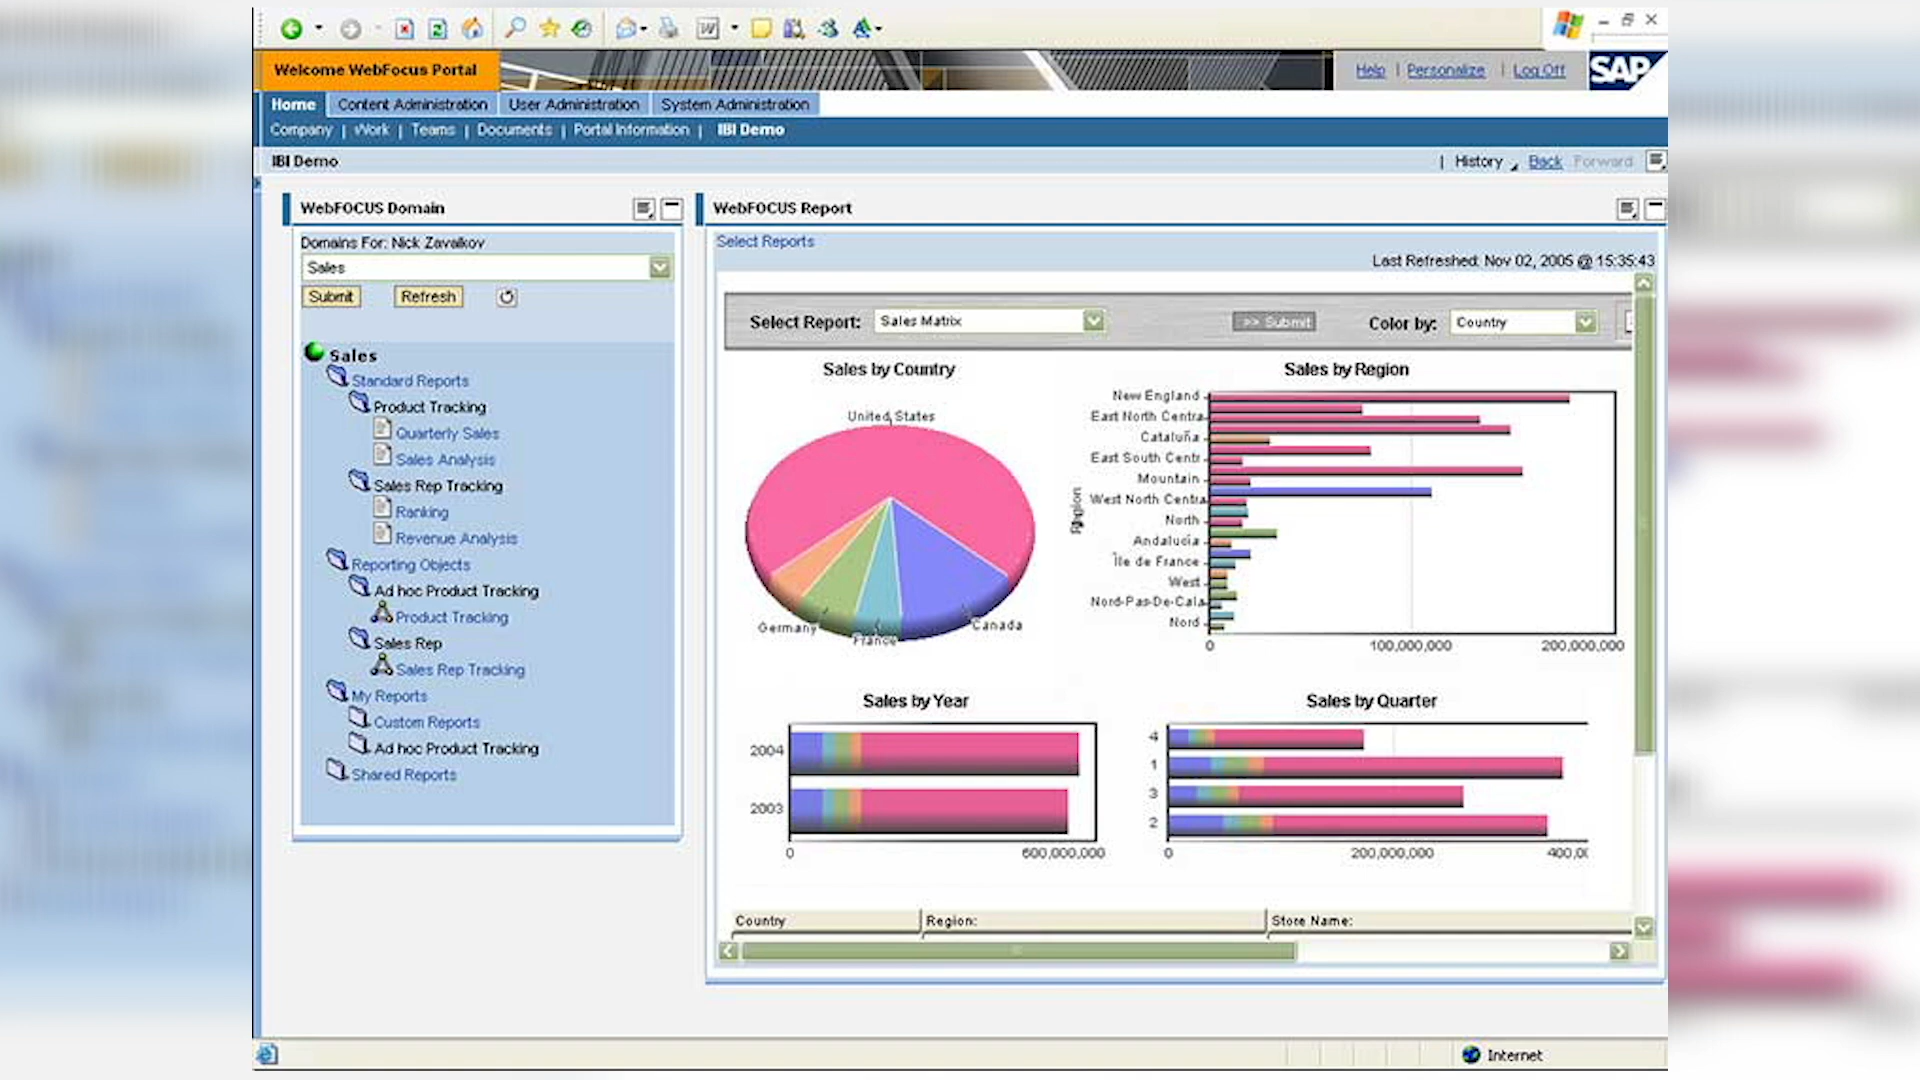 Welcome WebFocus Portal
Help | Personalize | Log Off
SAP
Home Content Administration User Administration System Administration
Company | Work | Teams | Documents | Portal Information | IBI Demo
IBI Demo
| History Back Forward
WebFOCUS Domain
Domains For: Nick Zavalkov
Sales
Submit Refresh
Sales
Standard Reports
Product Tracking
Quarterly Sales
Sales Analysis
Sales Rep Tracking
Ranking
Revenue Analysis
Reporting Objects
Ad hoc Product Tracking
Product Tracking
Sales Rep
Sales Rep Tracking
My Reports
Custom Reports
Ad hoc Product Tracking
Shared Reports
WebFOCUS Report
Select Reports
Last Refreshed: Nov 02, 2005 @ 15:35:43
Select Report: Sales Matrix >> Submit Color by: Country
Sales by Country
United States
Germany
France
Canada
Sales by Region
Region
New England
East North Centra
Cataluña
East South Centr
Mountain
West North Centra
North
Andalucia
Île de France
West
Nord-Pas-De-Cala
Nord
0 100,000,000 200,000,000
Sales by Year
2004
2003
0 600,000,000
Sales by Quarter
4
1
3
2
0 200,000,000 400,0
Country Region: Store Name:
Internet